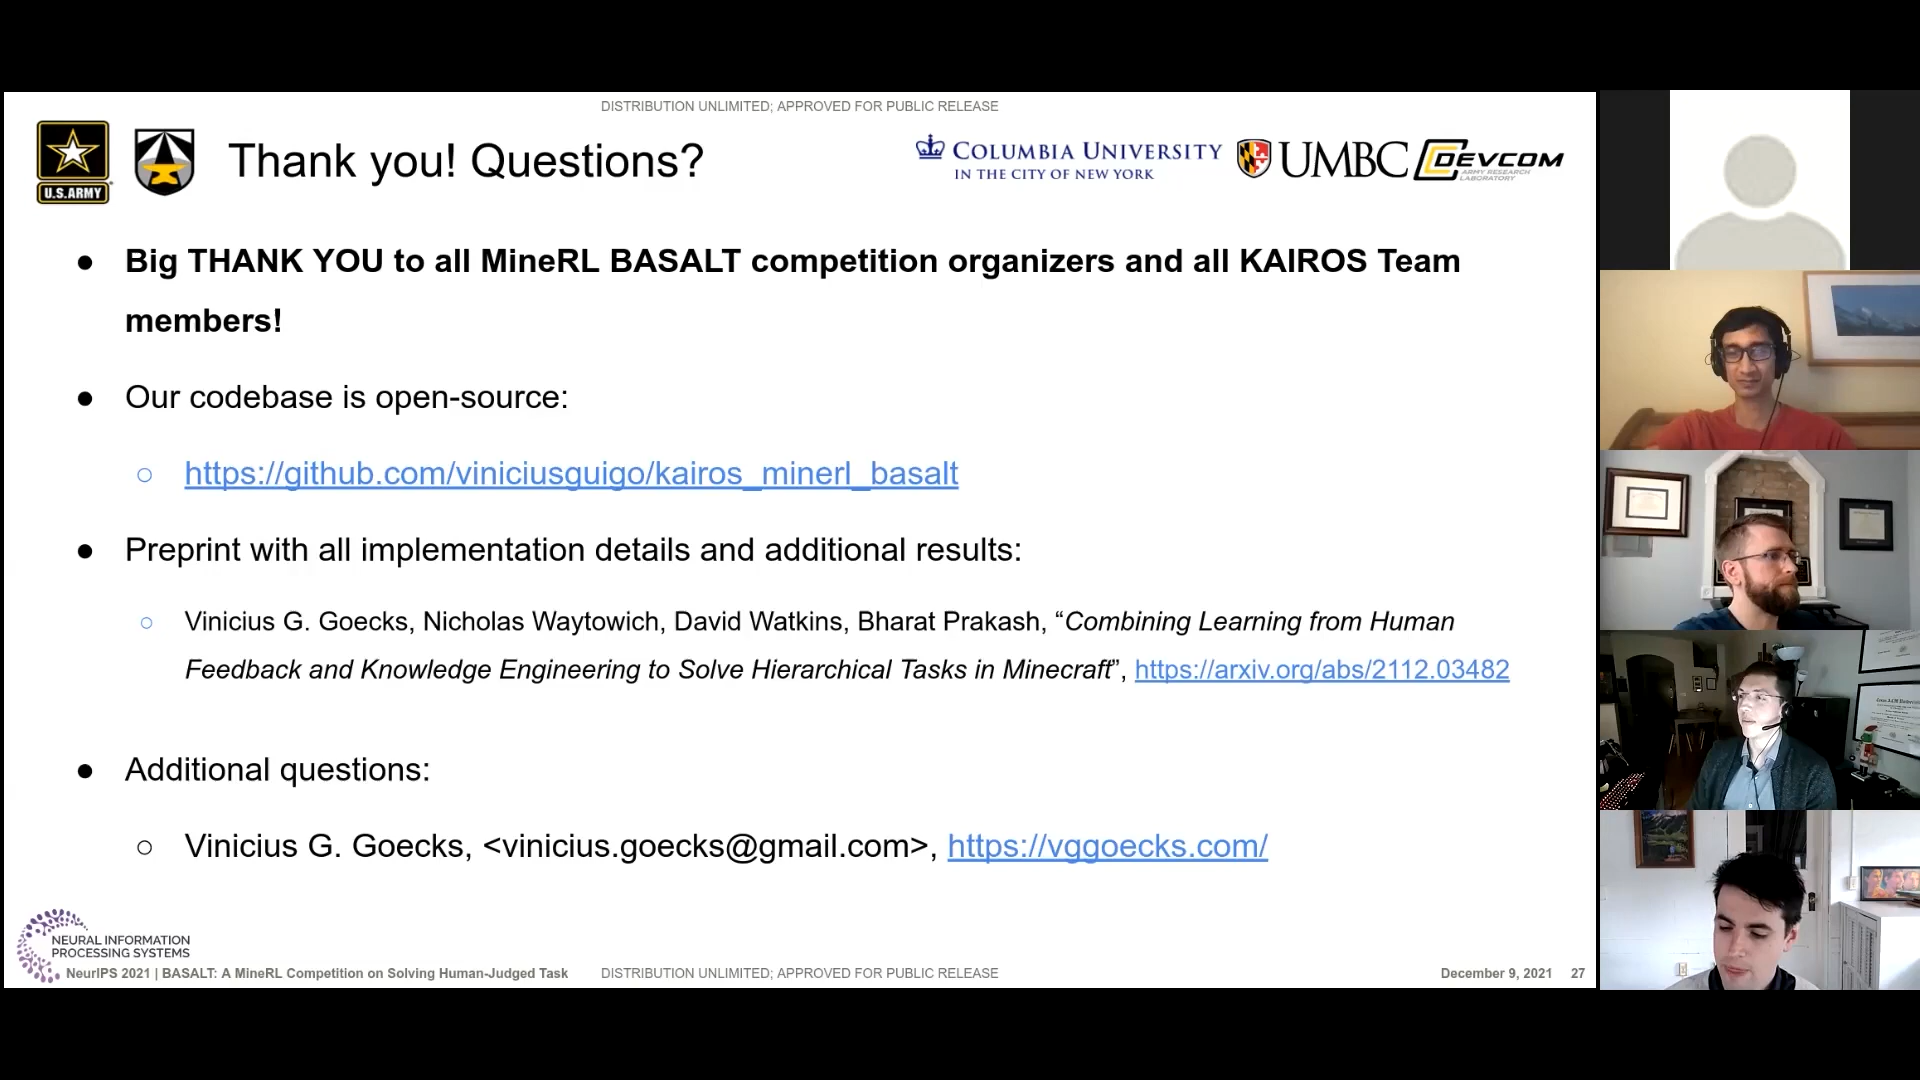 DISTRIBUTION UNLIMITED; APPROVED FOR PUBLIC RELEASE
U.S.ARMY
Thank you! Questions?
COLUMBIA UNIVERSITY
IN THE CITY OF NEW YORK
UMBC
DEVCOM
ARMY RESEARCH
LABORATORY
● Big THANK YOU to all MineRL BASALT competition organizers and all KAIROS Team
members!
● Our codebase is open-source:
○ https://github.com/viniciusguigo/kairos_minerl_basalt
● Preprint with all implementation details and additional results:
○ Vinicius G. Goecks, Nicholas Waytowich, David Watkins, Bharat Prakash, “Combining Learning from Human
Feedback and Knowledge Engineering to Solve Hierarchical Tasks in Minecraft”, https://arxiv.org/abs/2112.03482
● Additional questions:
○ Vinicius G. Goecks, <vinicius.goecks@gmail.com>, https://vggoecks.com/
NEURAL INFORMATION
PROCESSING SYSTEMS
NeurIPS 2021 | BASALT: A MineRL Competition on Solving Human-Judged Task
DISTRIBUTION UNLIMITED; APPROVED FOR PUBLIC RELEASE
December 9, 2021 27